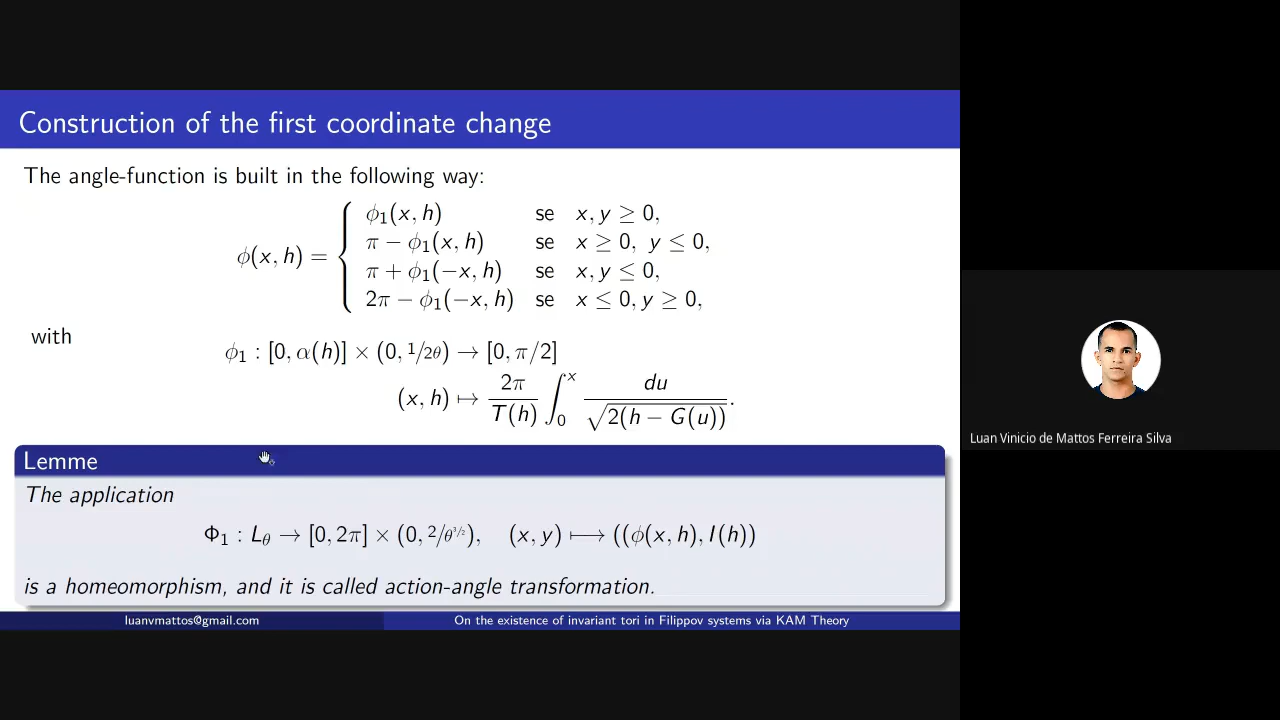 Construction of the first coordinate change
The angle-function is built in the following way:
ϕ(x, h) = { ϕ₁(x, h) se x, y ≥ 0,
π − ϕ₁(x, h) se x ≥ 0, y ≤ 0,
π + ϕ₁(−x, h) se x, y ≤ 0,
2π − ϕ₁(−x, h) se x ≤ 0, y ≥ 0,
with
ϕ₁ : [0, α(h)] × (0, 1/2θ) → [0, π/2]
(x, h) ↦ 2π/T(h) ∫₀ˣ du/√(2(h − G(u))).
Lemme
The application
Φ₁ : L_θ → [0, 2π] × (0, 2/θ^{3/2}), (x, y) ⟼ ((ϕ(x, h), I(h))
is a homeomorphism, and it is called action-angle transformation.
luanvmattos@gmail.com On the existence of invariant tori in Filippov systems via KAM Theory
Luan Vinicio de Mattos Ferreira Silva